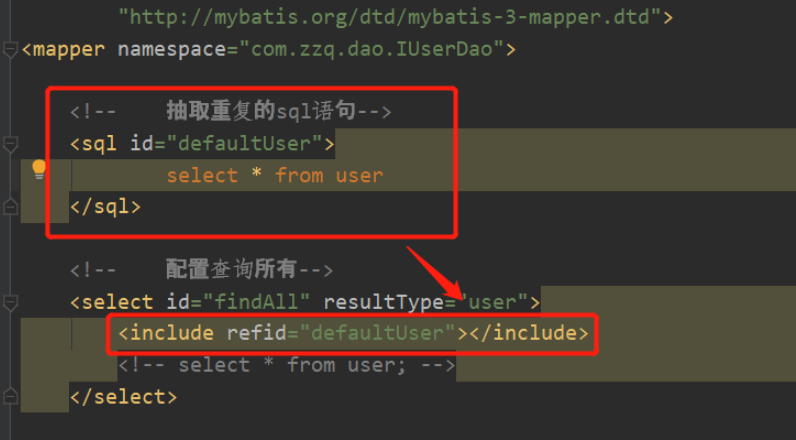 "http://mybatis.org/dtd/mybatis-3-mapper.dtd">
<mapper namespace="com.zzq.dao.IUserDao">
<!-- 抽取重复的sql语句-->
<sql id="defaultUser">
select * from user
</sql>
<!-- 配置查询所有-->
<select id="findAll" resultType="user">
<include refid="defaultUser"></include>
<!-- select * from user; -->
</select>